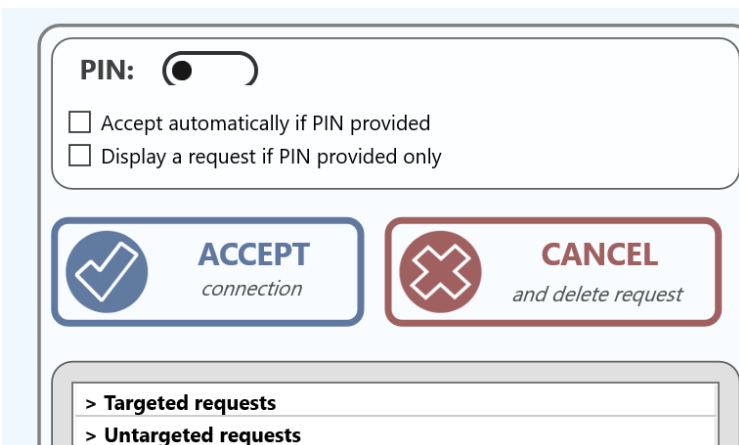 PIN:
Accept automatically if PIN provided
Display a request if PIN provided only
ACCEPT
connection
CANCEL
and delete request
> Targeted requests
> Untargeted requests